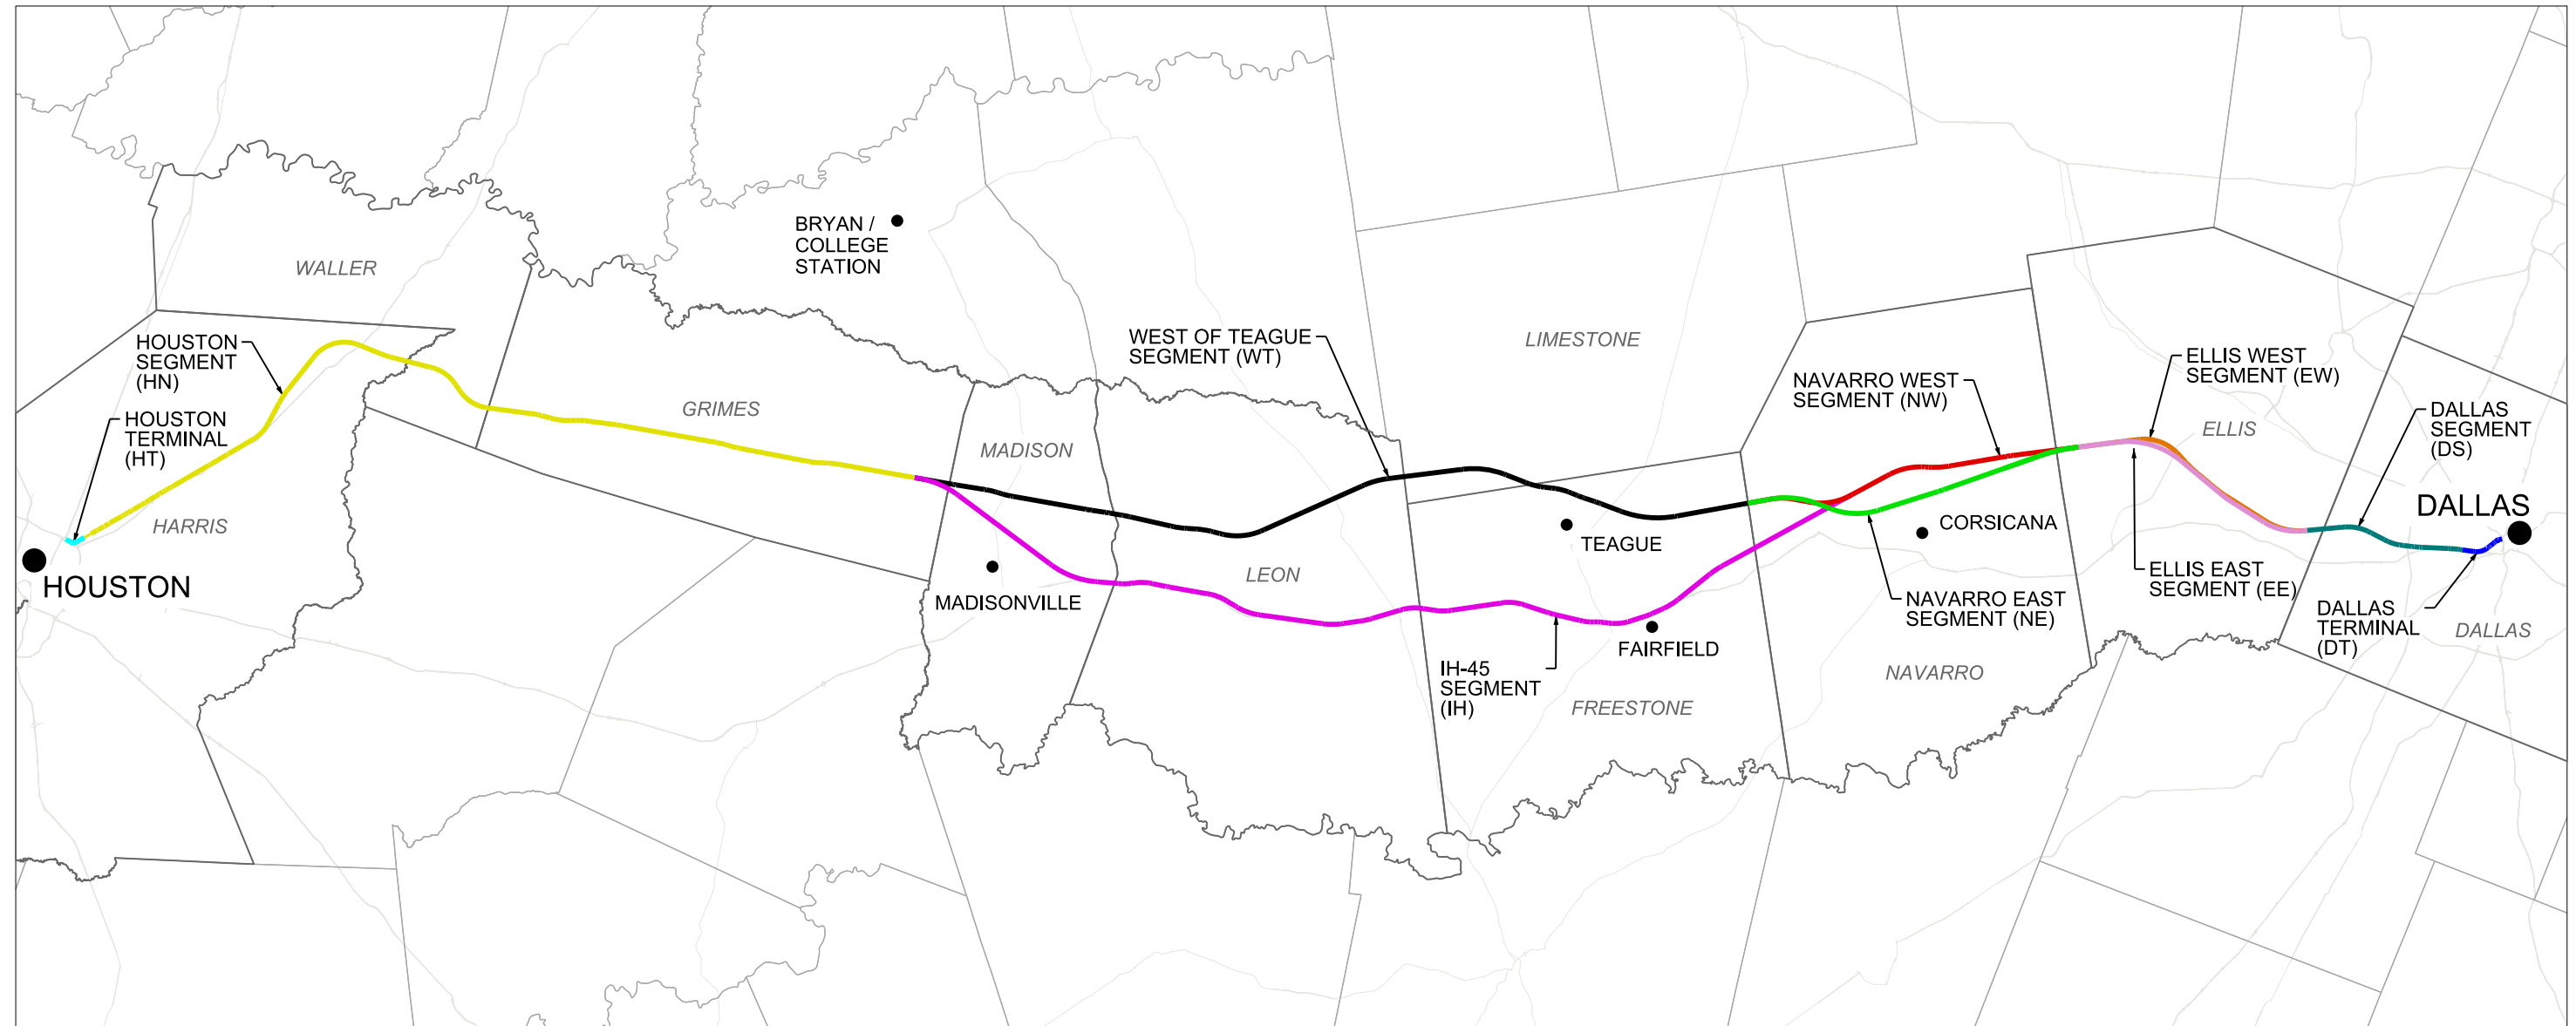 WALLER
BRYAN /
COLLEGE
STATION
HOUSTON
SEGMENT
(HN)
HOUSTON
TERMINAL
(HT)
HARRIS
HOUSTON
GRIMES
MADISON
MADISONVILLE
WEST OF TEAGUE
SEGMENT (WT)
LEON
LIMESTONE
TEAGUE
FAIRFIELD
IH-45
SEGMENT
(IH)
FREESTONE
NAVARRO WEST
SEGMENT (NW)
CORSICANA
NAVARRO EAST
SEGMENT (NE)
NAVARRO
ELLIS WEST
SEGMENT (EW)
ELLIS
ELLIS EAST
SEGMENT (EE)
DALLAS
SEGMENT
(DS)
DALLAS
DALLAS
TERMINAL
(DT)
DALLAS